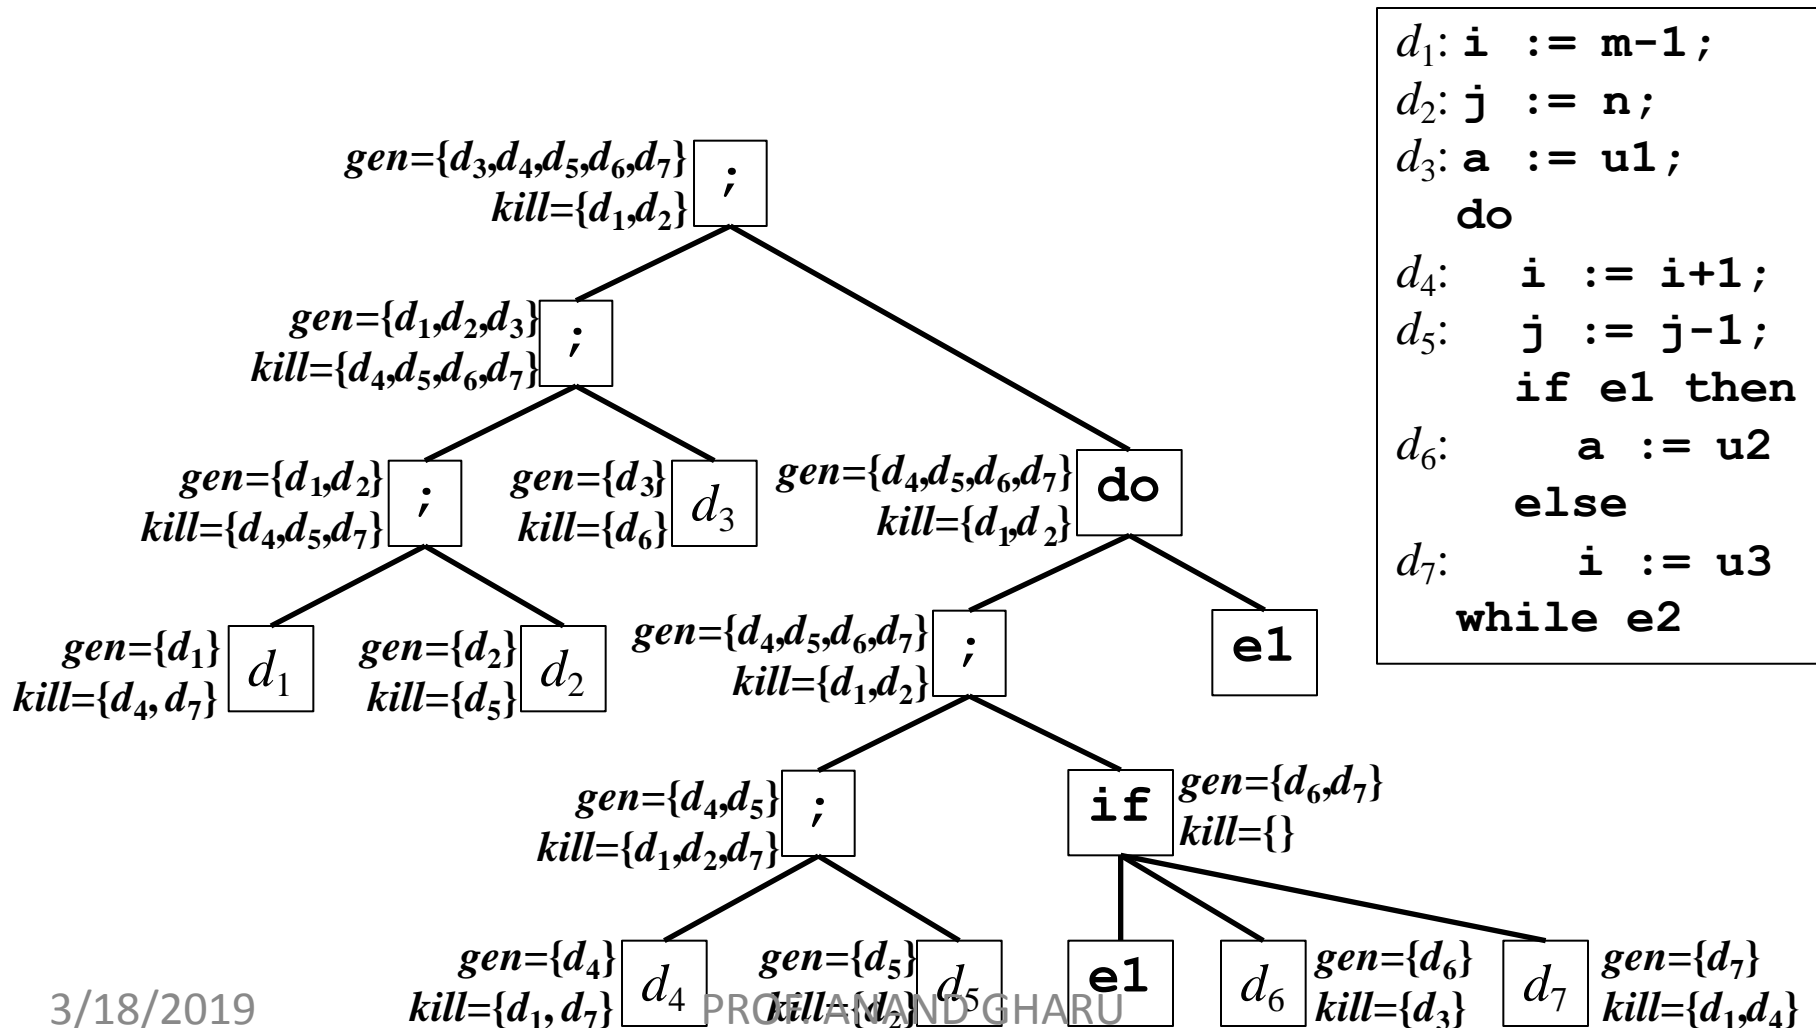 d₁: i := m-1;
d₂: j := n;
d₃: a := u1;
do
d₄: i := i+1;
d₅: j := j-1;
if e1 then
d₆: a := u2
else
d₇: i := u3
while e2
gen={d₃,d₄,d₅,d₆,d₇}
kill={d₁,d₂}
;
gen={d₁,d₂,d₃}
kill={d₄,d₅,d₆,d₇}
;
gen={d₁,d₂}
kill={d₄,d₅,d₇}
;
gen={d₃}
kill={d₆}
d₃
gen={d₄,d₅,d₆,d₇}
kill={d₁,d₂}
do
gen={d₁}
kill={d₄, d₇}
d₁
gen={d₂}
kill={d₅}
d₂
gen={d₄,d₅,d₆,d₇}
kill={d₁,d₂}
;
e1
gen={d₄,d₅}
kill={d₁,d₂,d₇}
;
if
gen={d₆,d₇}
kill={}
gen={d₄}
kill={d₁, d₇}
d₄
gen={d₅}
kill={d₂}
d₅
e1
d₆
gen={d₆}
kill={d₃}
d₇
gen={d₇}
kill={d₁,d₄}
3/18/2019
PROF. ANAND GHARU